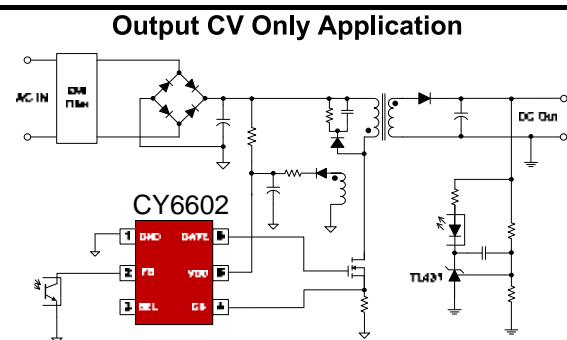 Output CV Only Application
AC IN
EMI
Filter
DC Out
CY6602
1 GND
GATE 6
2 FB
VDD 5
3 SEL
CS 4
TL431